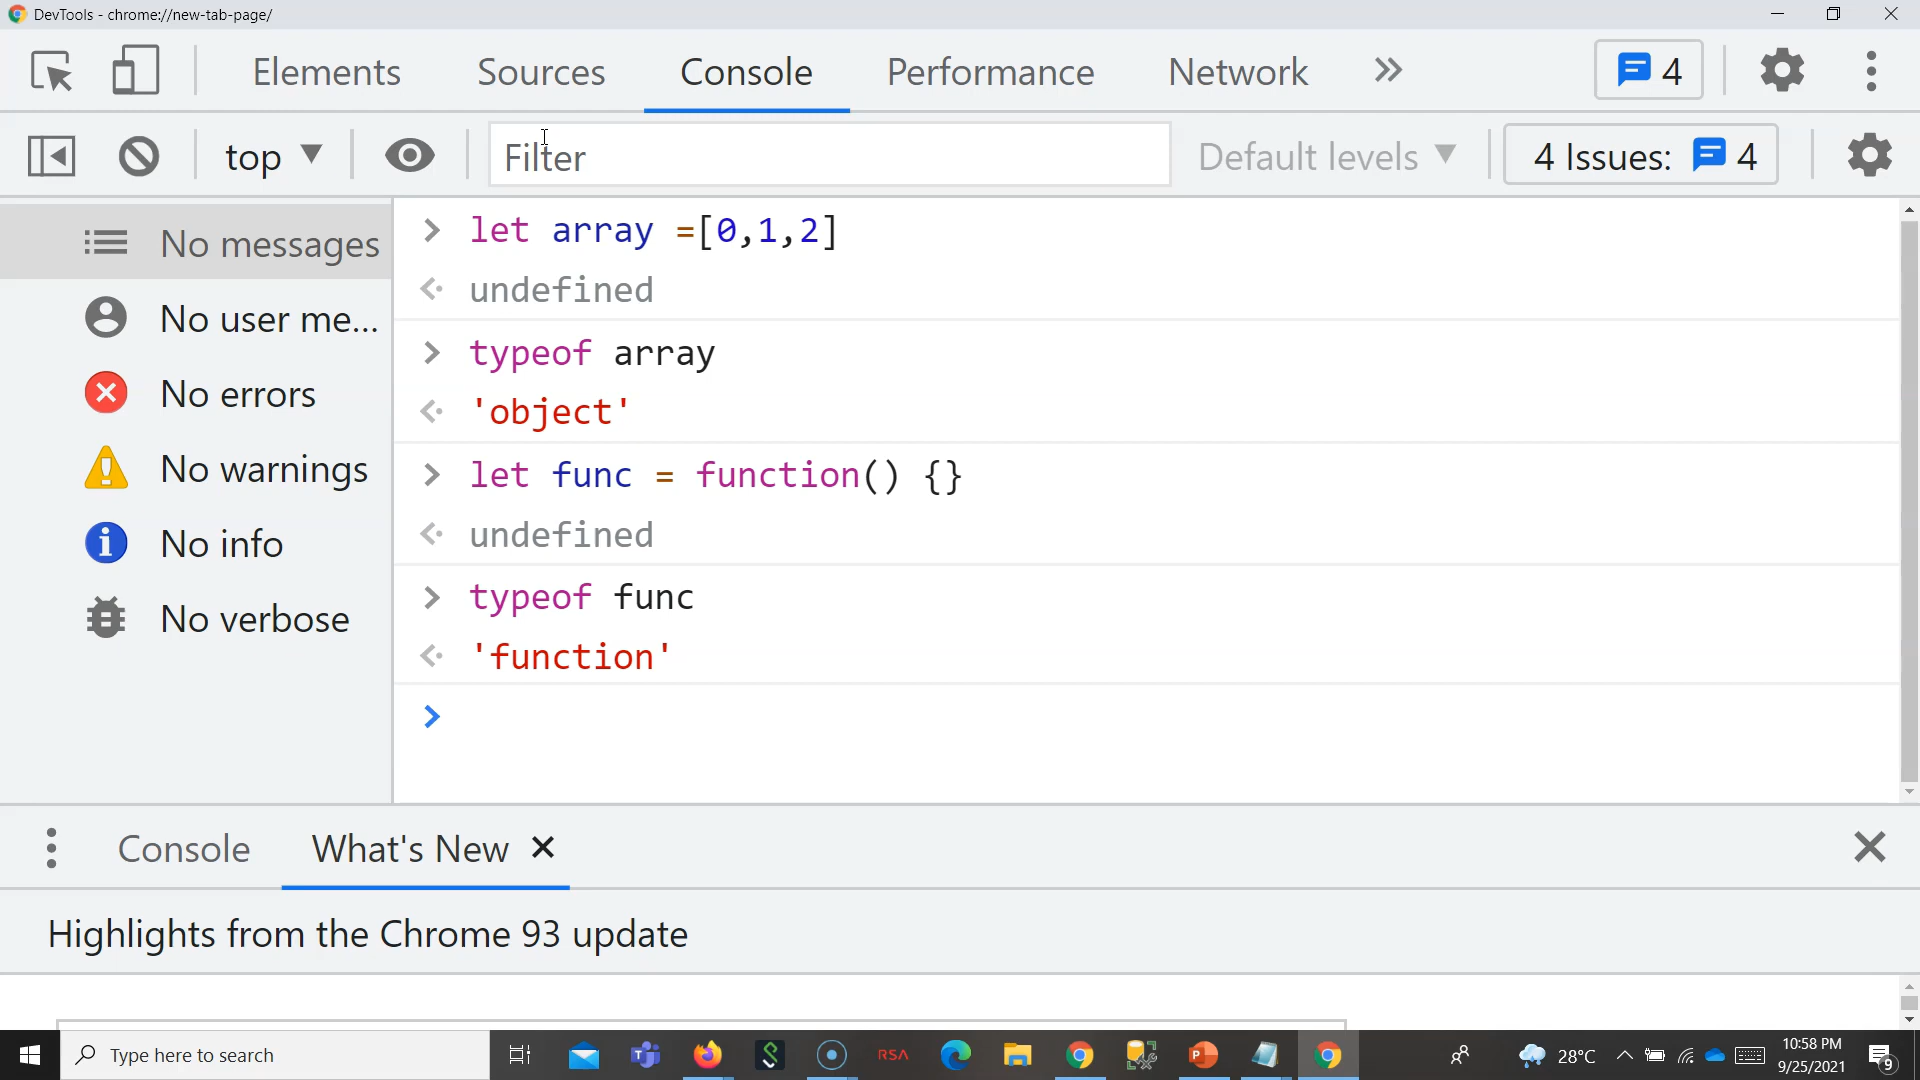 DevTools - chrome://new-tab-page/
Elements Sources Console Performance Network 4
top Filter Default levels 4 Issues: 4
No messages
No user me...
No errors
No warnings
No info
No verbose
let array =[0,1,2]
undefined
typeof array
'object'
let func = function() {}
undefined
typeof func
'function'
Console What's New
Highlights from the Chrome 93 update
Type here to search RSA 28°C 10:58 PM
9/25/2021 9